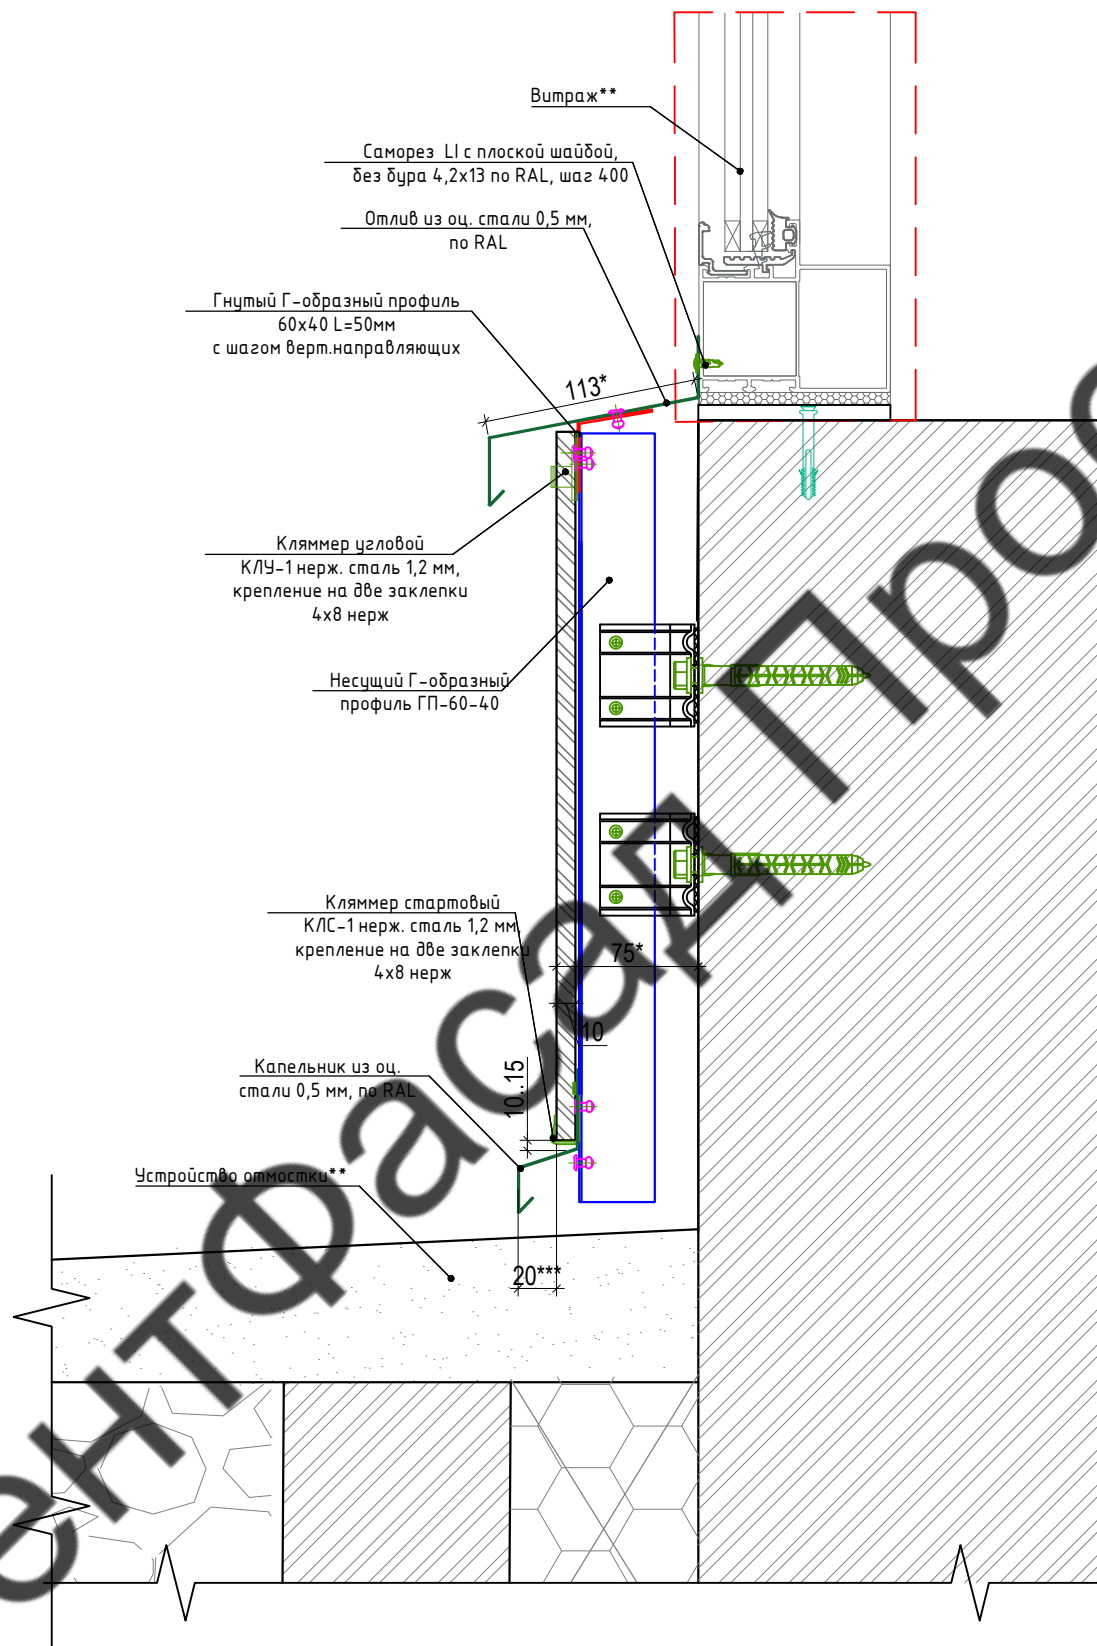 Витраж**
Саморез LI с плоской шайбой,
без бура 4,2х13 по RAL, шаг 400
Отлив из оц. стали 0,5 мм,
по RAL
Гнутый Г-образный профиль
60х40 L=50мм
с шагом верт.направляющих
113*
Кляммер угловой
КЛУ-1 нерж. сталь 1,2 мм,
крепление на две заклепки
4х8 нерж
Несущий Г-образный
профиль ГП-60-40
Кляммер стартовый
КЛС-1 нерж. сталь 1,2 мм,
крепление на две заклепки
4х8 нерж
75*
10
10..15
Капельник из оц.
стали 0,5 мм, по RAL
Устройство отмостки**
20***
ентФасад Про